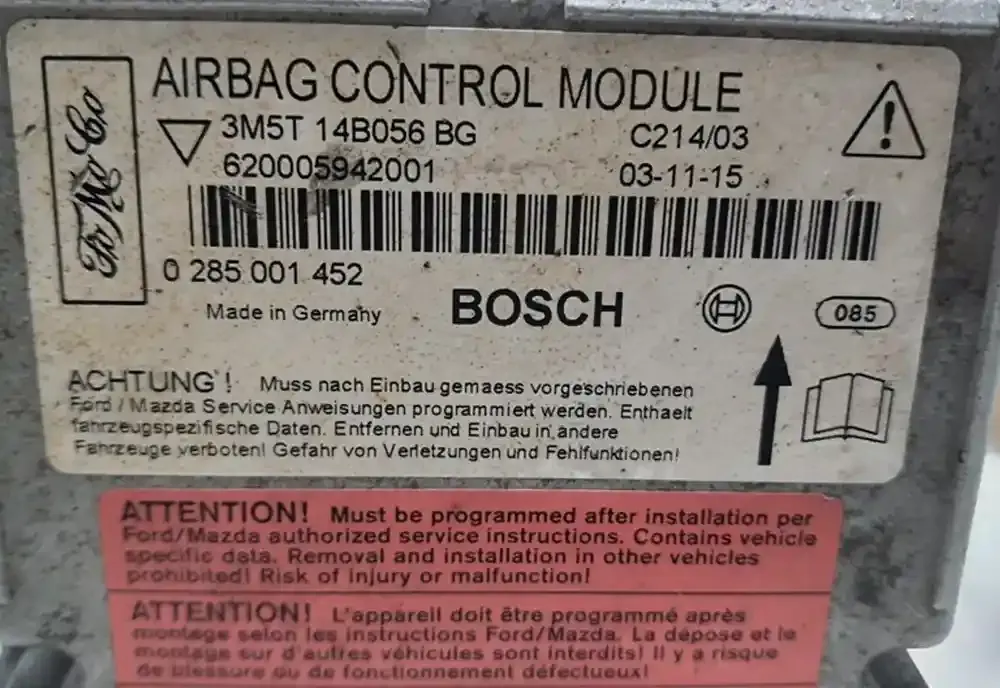 FoMoCo
AIRBAG CONTROL MODULE
3M5T 14B056 BG
C214/03
620005942001
03-11-15
0 285 001 452
Made in Germany
BOSCH
085
ACHTUNG! Muss nach Einbau gemaess vorgeschriebenen
Ford / Mazda Service Anweisungen programmiert werden. Enthaelt
fahrzeugspezifische Daten. Entfernen und Einbau in andere
Fahrzeuge verboten! Gefahr von Verletzungen und Fehlfunktionen!
ATTENTION! Must be programmed after installation per
Ford/Mazda authorized service instructions. Contains vehicle
specific data. Removal and installation in other vehicles
prohibited! Risk of injury or malfunction!
ATTENTION! L'appareil doit être programmé après
montage selon les instructions Ford/Mazda. La dépose et le
montage sur d'autres véhicules sont interdits! Il y a risque
de blessure ou de fonctionnement défectueux!